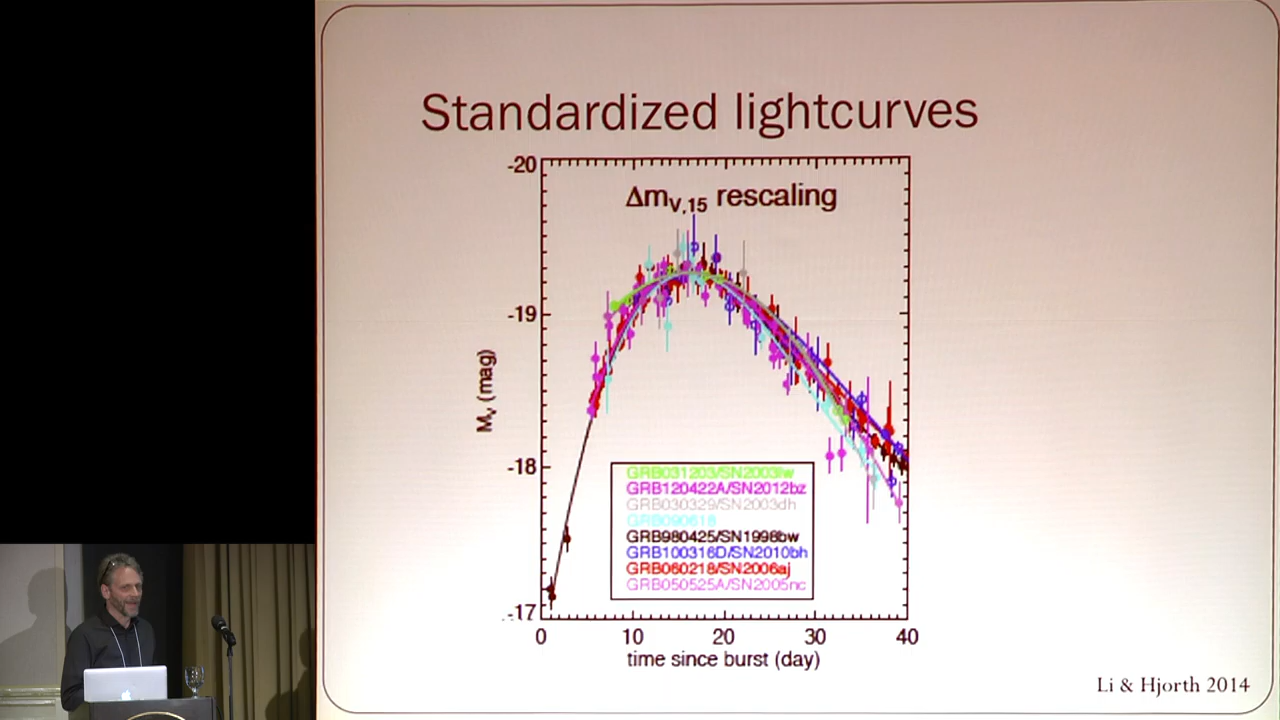 Standardized lightcurves
Δm_V,15 rescaling
-20
-19
-18
-17
M_v (mag)
GRB031203/SN2003lw
GRB120422A/SN2012bz
GRB030329/SN2003dh
GRB090618
GRB980425/SN1998bw
GRB100316D/SN2010bh
GRB060218/SN2006aj
GRB050525A/SN2005nc
0 10 20 30 40
time since burst (day)
Li & Hjorth 2014